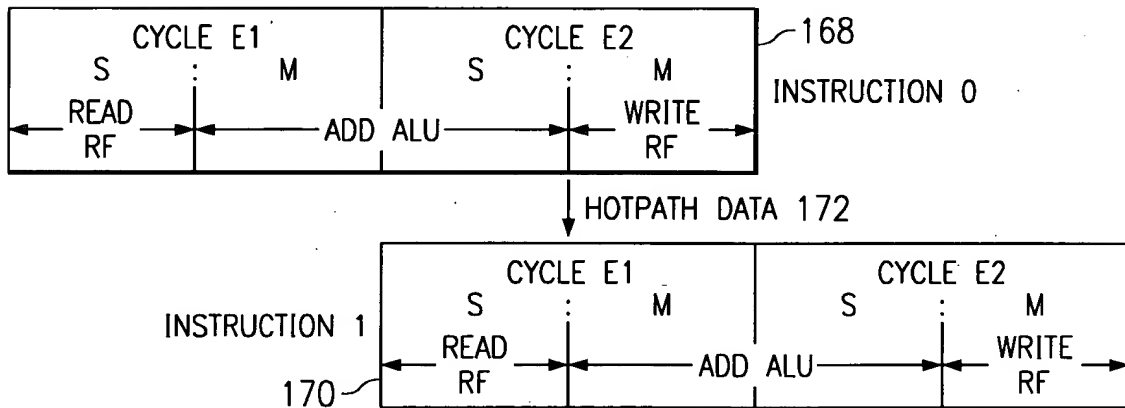 CYCLE E1 CYCLE E2 168
S : M S : M
INSTRUCTION 0
READ RF ADD ALU WRITE RF
HOTPATH DATA 172
CYCLE E1 CYCLE E2
S : M S : M
INSTRUCTION 1
READ RF ADD ALU WRITE RF
170